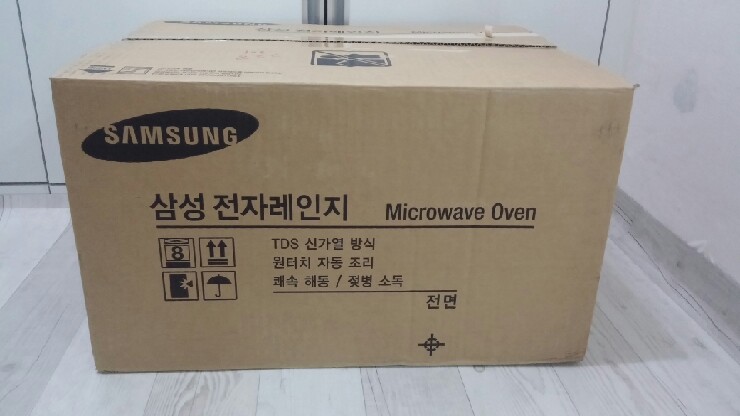 SAMSUNG
삼성 전자레인지 Microwave Oven
8
TDS 신가열 방식
원터치 자동 조리
쾌속 해동 / 젖병 소독
전면